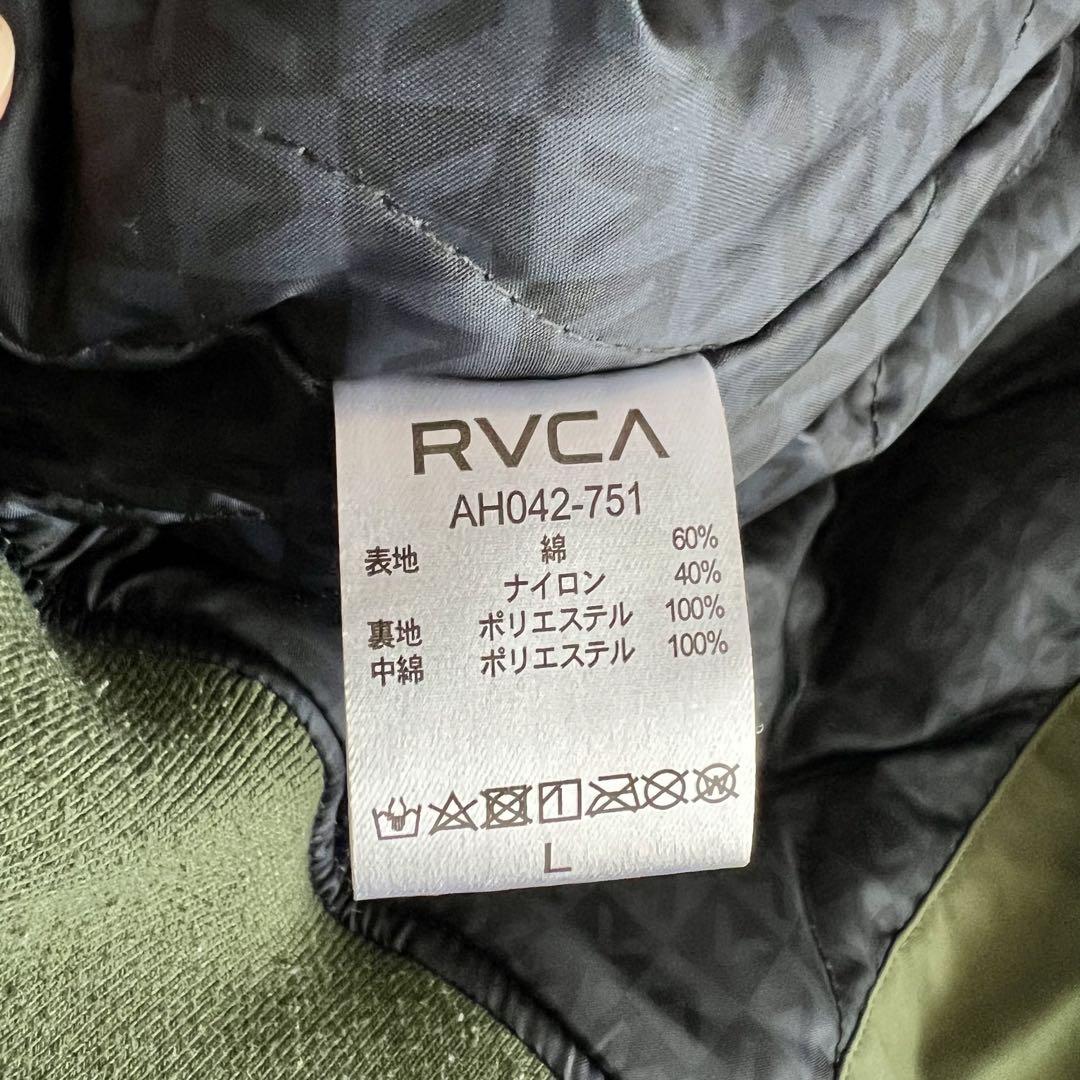 RVCA
AH042-751
表地 綿 60%
ナイロン 40%
裏地 ポリエステル 100%
中綿 ポリエステル 100%
L